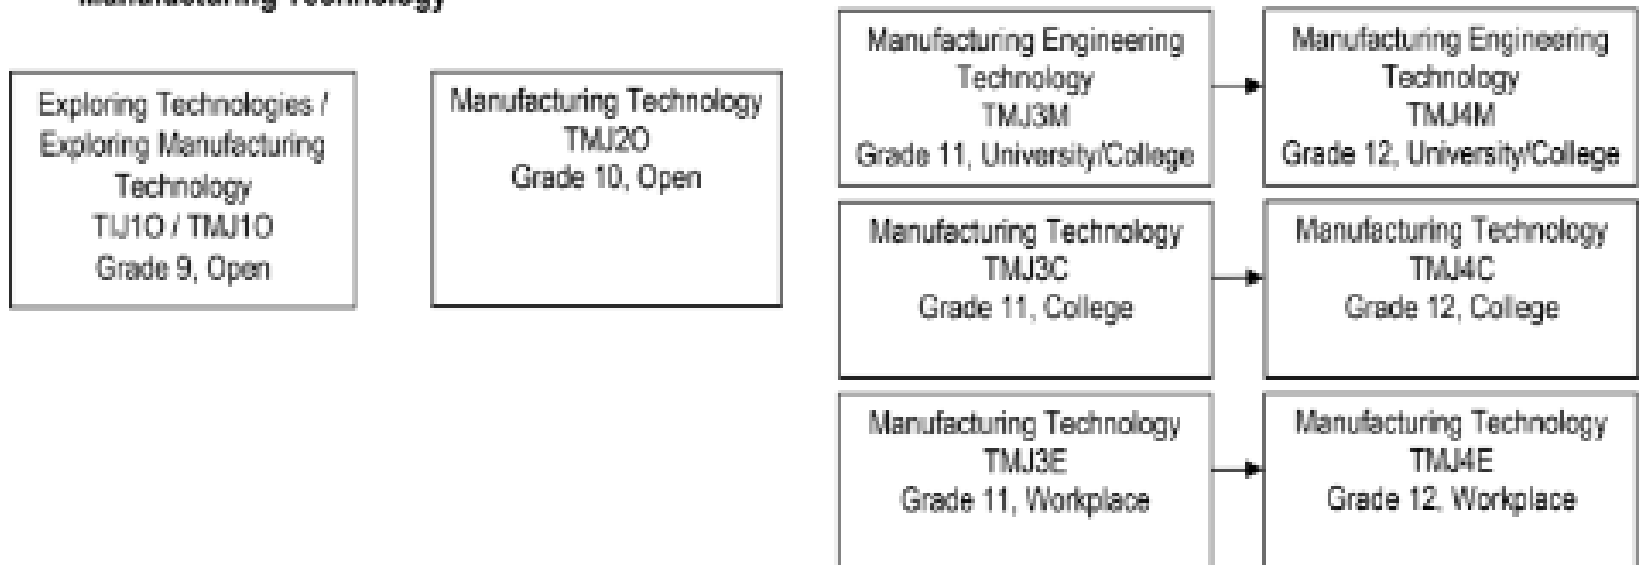 Manufacturing Technology
Exploring Technologies /
Exploring Manufacturing
Technology
TIJ1O / TMJ1O
Grade 9, Open
Manufacturing Technology
TMJ2O
Grade 10, Open
Manufacturing Engineering
Technology
TMJ3M
Grade 11, University/College
Manufacturing Engineering
Technology
TMJ4M
Grade 12, University/College
Manufacturing Technology
TMJ3C
Grade 11, College
Manufacturing Technology
TMJ4C
Grade 12, College
Manufacturing Technology
TMJ3E
Grade 11, Workplace
Manufacturing Technology
TMJ4E
Grade 12, Workplace